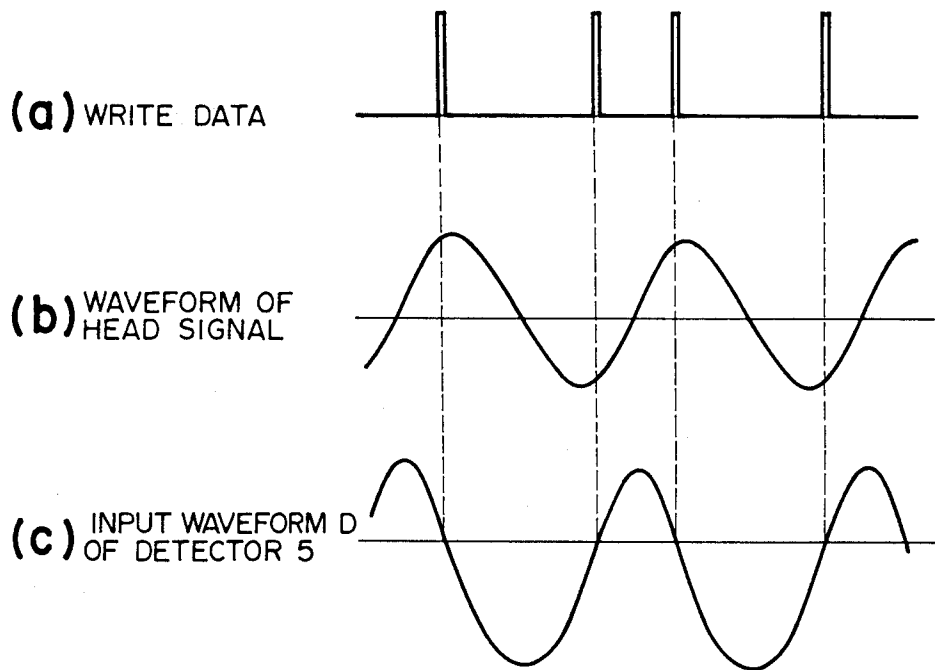 (a) WRITE DATA
(b) WAVEFORM OF
HEAD SIGNAL
(c) INPUT WAVEFORM D
OF DETECTOR 5